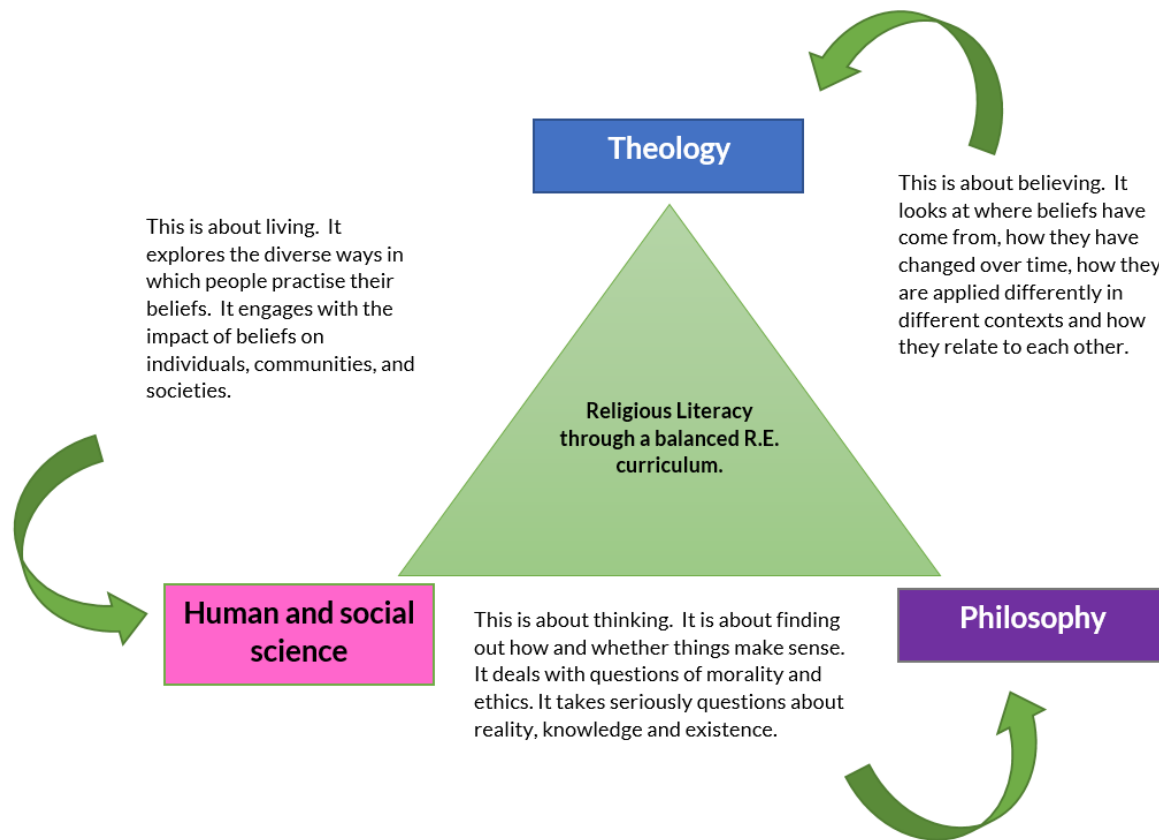 Theology
This is about believing.  It
looks at where beliefs have
come from, how they have
changed over time, how they
are applied differently in
different contexts and how
they relate to each other.
This is about living.  It
explores the diverse ways in
which people practise their
beliefs.  It engages with the
impact of beliefs on
individuals, communities, and
societies.
Religious Literacy
through a balanced R.E.
curriculum.
Human and social
science
This is about thinking.  It is about finding
out how and whether things make sense.
It deals with questions of morality and
ethics. It takes seriously questions about
reality, knowledge and existence.
Philosophy